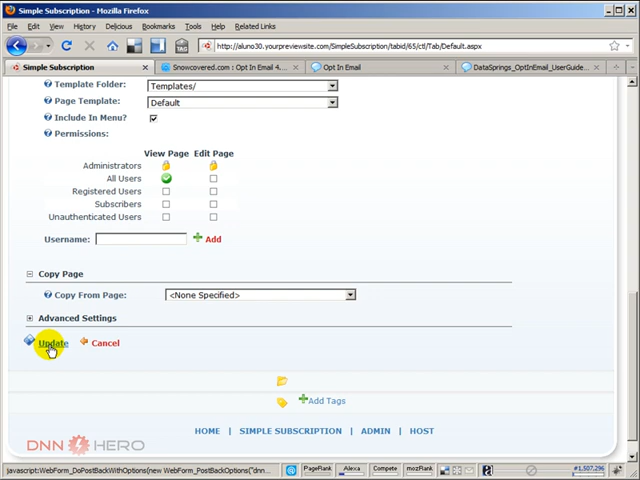 Simple Subscription - Mozilla Firefox
File Edit View History Delicious Bookmarks Tools Help Related Links
TAG http://aluno30.yourpreviewsite.com/SimpleSubscription/tabid/65/ctl/Tab/Default.aspx
Simple Subscription Snowcovered.com : Opt In Email 4.... Opt In Email DataSprings_OptInEmail_UserGuide...
Template Folder: Templates/
Page Template: Default
Include In Menu?
Permissions:
View Page Edit Page
Administrators
All Users
Registered Users
Subscribers
Unauthenticated Users
Username: Add
Copy Page
Copy From Page: <None Specified>
Advanced Settings
Update Cancel
Add Tags
HOME | SIMPLE SUBSCRIPTION | ADMIN | HOST
DNN HERO
javascript:WebForm_DoPostBackWithOptions(new WebForm_PostBackOptions("dnn... PageRank Alexa Compete mozRank #1,507,296